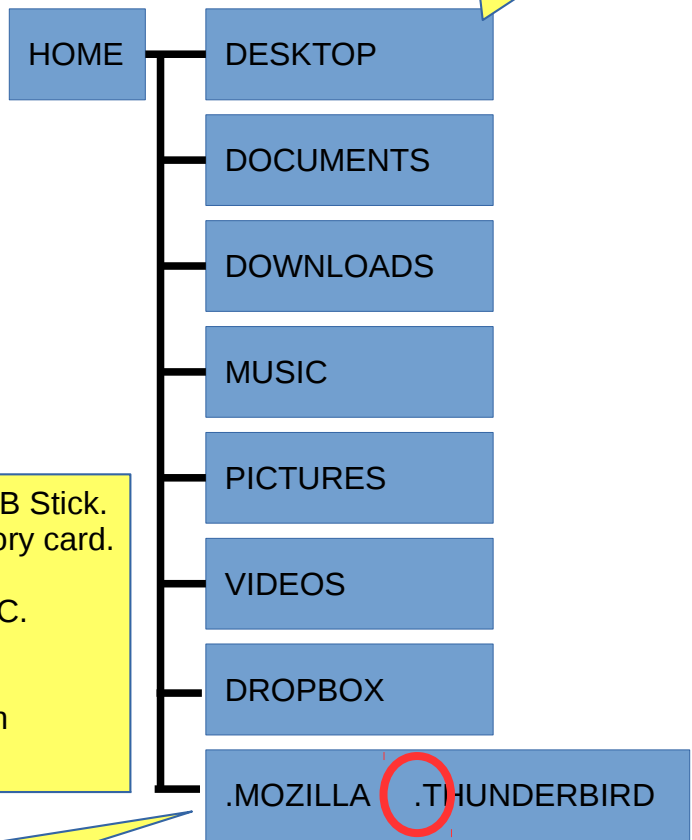 HOME
DESKTOP
DOCUMENTS
DOWNLOADS
MUSIC
PICTURES
B Stick.
ory card.
C.
VIDEOS
DROPBOX
n
.MOZILLA .THUNDERBIRD